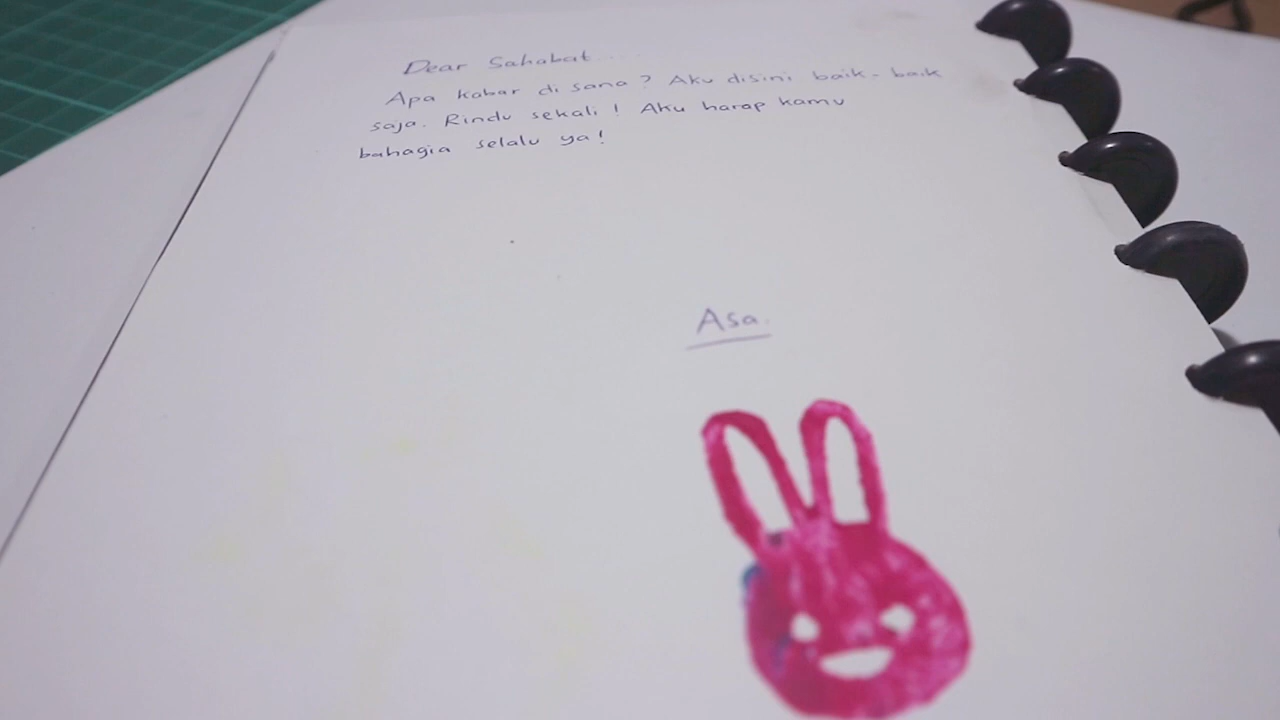 Dear Sahabat...
Apa kabar di sana? Aku disini baik-baik
saja. Rindu sekali! Aku harap kamu
bahagia selalu ya!
Asa.